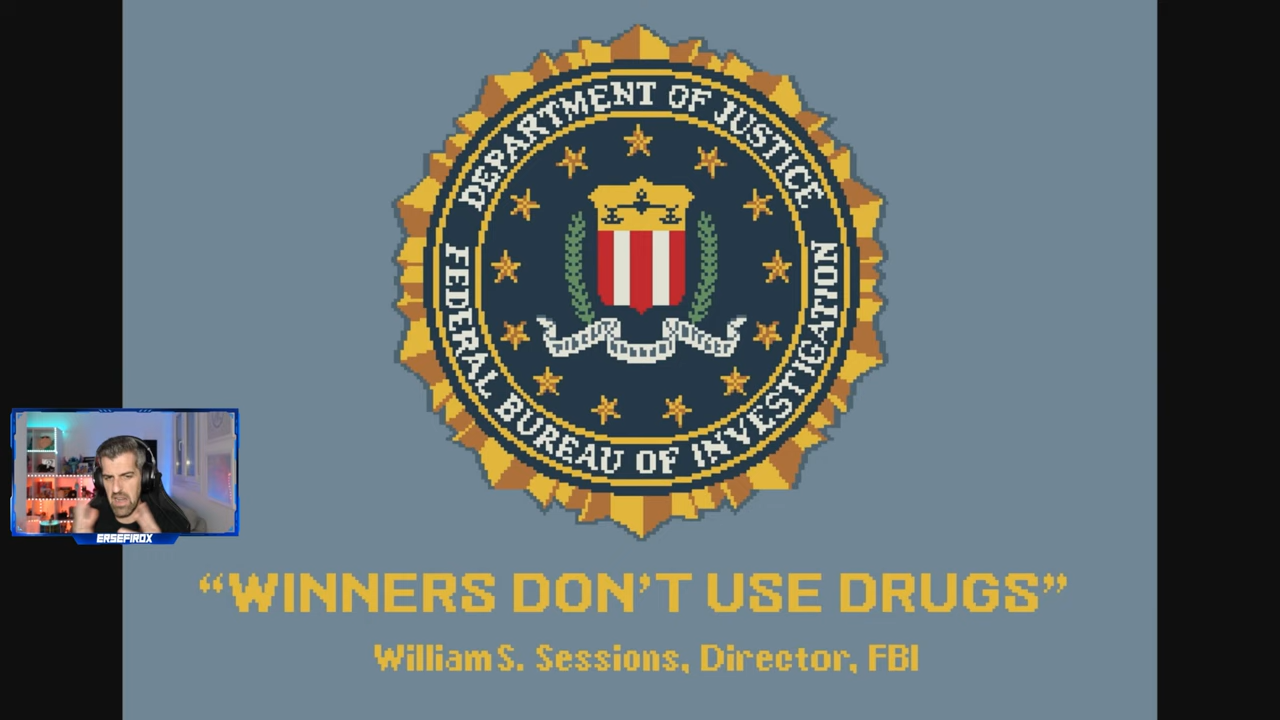 DEPARTMENT OF JUSTICE
FEDERAL BUREAU OF INVESTIGATION
ERSEFIROX
“WINNERS DON’T USE DRUGS”
William S. Sessions, Director, FBI